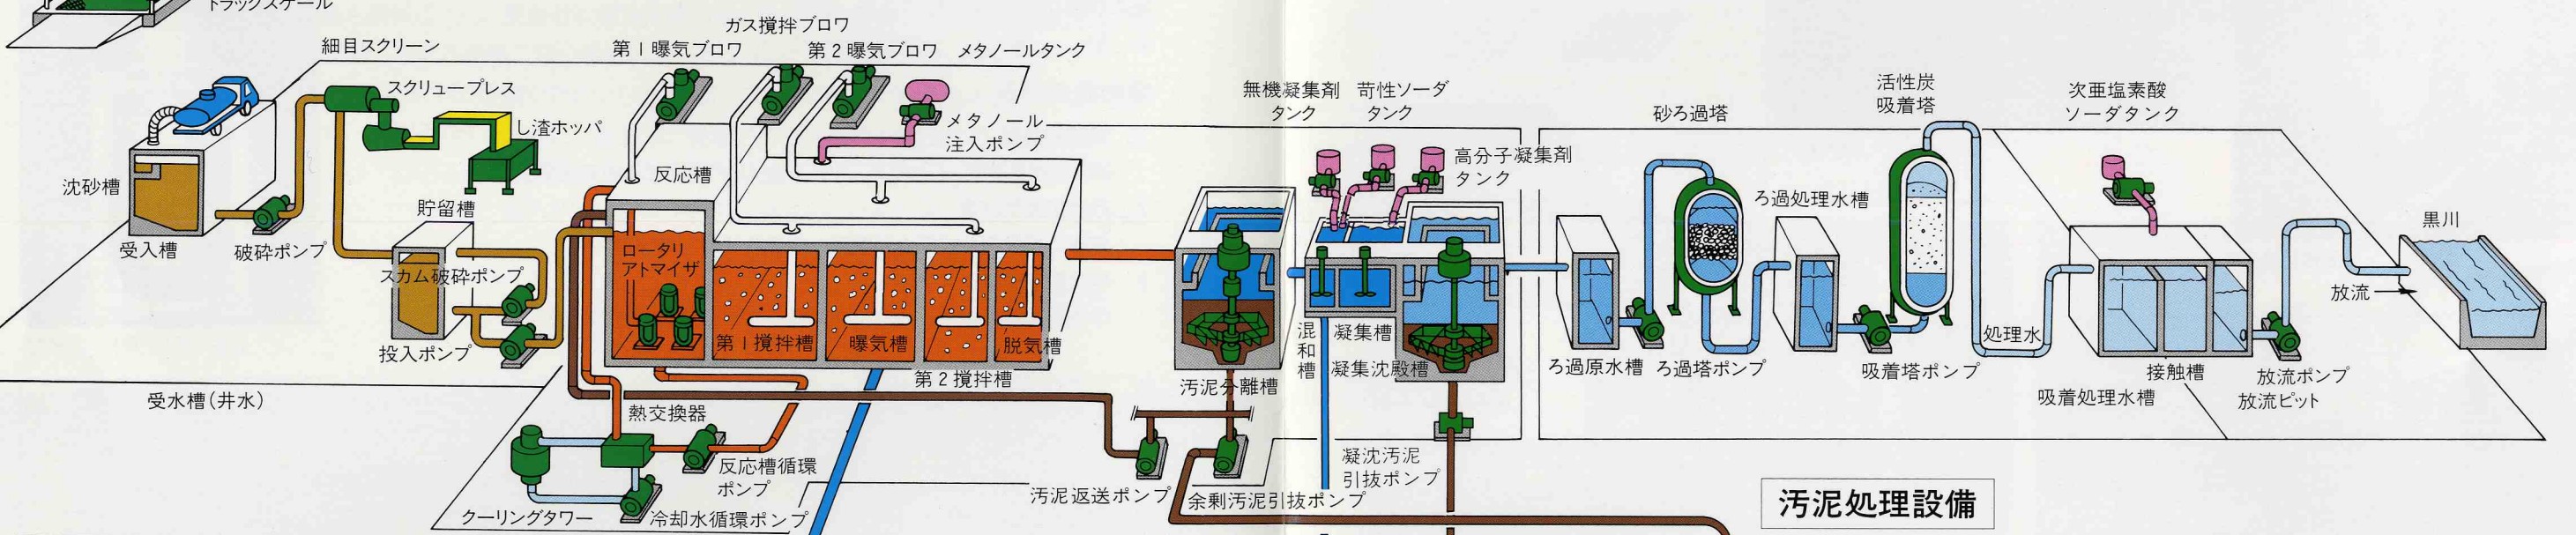 トラックスケール
細目スクリーン
スクリュープレス
し渣ホッパ
沈砂槽
受入槽
破砕ポンプ
貯留槽
スカム破砕ポンプ
投入ポンプ
受水槽(井水)
ガス撹拌ブロワ
第1曝気ブロワ
第2曝気ブロワ
メタノールタンク
メタノール
注入ポンプ
反応槽
ロータリ
アトマイザ
第1撹拌槽
曝気槽
第2撹拌槽
脱気槽
熱交換器
反応槽循環
ポンプ
クーリングタワー
冷却水循環ポンプ
無機凝集剤
タンク
苛性ソーダ
タンク
高分子凝集剤
タンク
汚泥分離槽
混和槽
凝集槽
凝集沈殿槽
汚泥返送ポンプ
余剰汚泥引抜ポンプ
凝沈汚泥
引抜ポンプ
砂ろ過塔
ろ過処理水槽
ろ過原水槽
ろ過塔ポンプ
活性炭
吸着塔
吸着塔ポンプ
処理水
次亜塩素酸
ソーダタンク
吸着処理水槽
接触槽
放流ポンプ
放流ピット
黒川
放流
汚泥処理設備